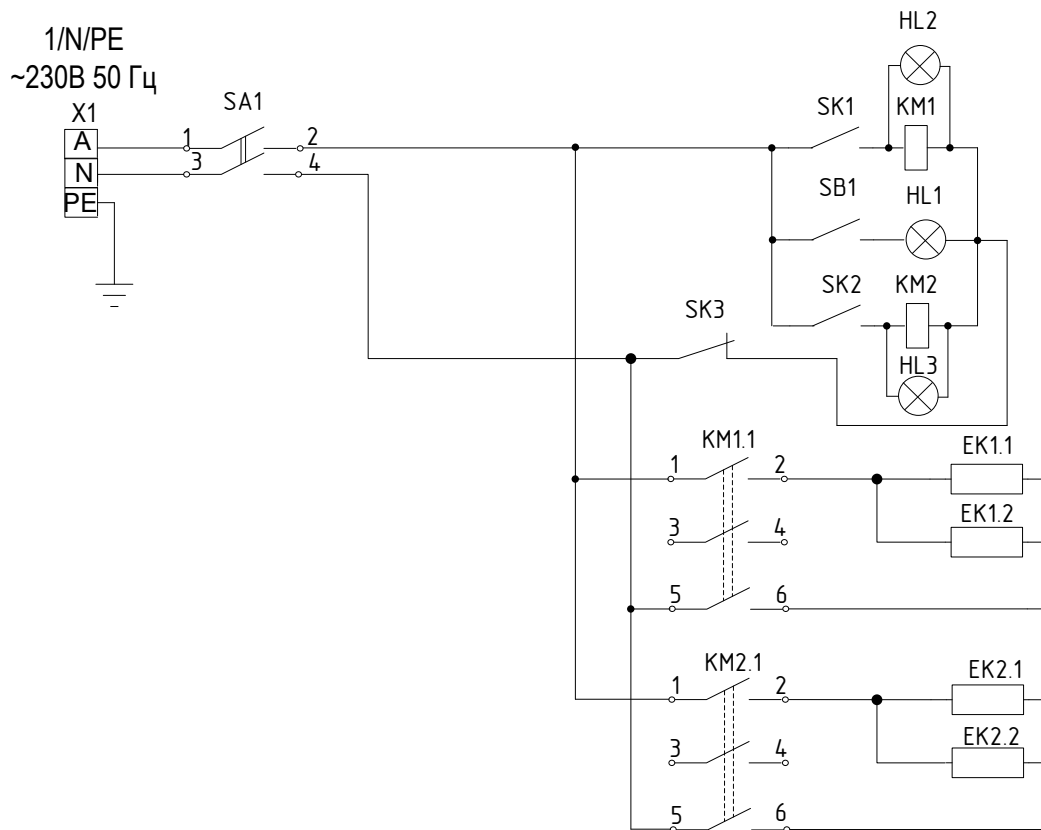 1/N/PE
~230В 50 Гц
X1
A
N
PE
SA1
1
2
3
4
HL2
SK1
KM1
SB1
HL1
SK2
KM2
HL3
SK3
KM1.1
1
2
3
4
5
6
EK1.1
EK1.2
KM2.1
1
2
3
4
5
6
EK2.1
EK2.2